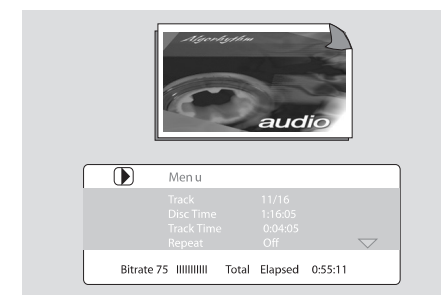 Algorhythm
audio
Menu
Track 11/16
Disc Time 1:16:05
Track Time 0:04:05
Repeat Off
Bitrate 75 IIIIIIIIII Total Elapsed 0:55:11